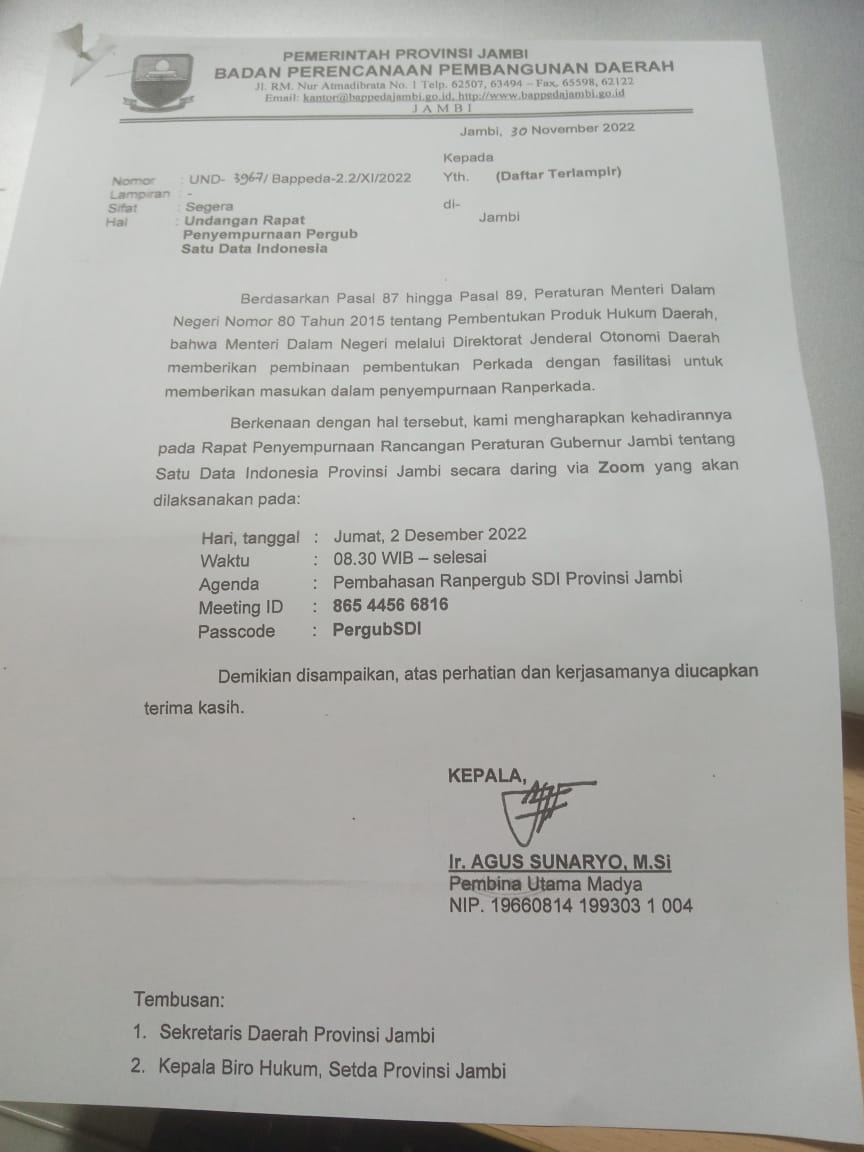 PEMERINTAH PROVINSI JAMBI
BADAN PERENCANAAN PEMBANGUNAN DAERAH
Jl. RM. Nur Atmadibrata No. 1 Telp. 62507, 63494 – Fax. 65598, 62122
Email: kantor@bappedajambi.go.id, http://www.bappedajambi.go.id
J A M B I
Jambi, 30 November 2022
Kepada
Nomor : UND- 3967/ Bappeda-2.2/XI/2022 Yth. (Daftar Terlampir)
Lampiran : -
Sifat : Segera di-
Hal : Undangan Rapat Jambi
Penyempurnaan Pergub
Satu Data Indonesia
Berdasarkan Pasal 87 hingga Pasal 89, Peraturan Menteri Dalam
Negeri Nomor 80 Tahun 2015 tentang Pembentukan Produk Hukum Daerah,
bahwa Menteri Dalam Negeri melalui Direktorat Jenderal Otonomi Daerah
memberikan pembinaan pembentukan Perkada dengan fasilitasi untuk
memberikan masukan dalam penyempurnaan Ranperkada.
Berkenaan dengan hal tersebut, kami mengharapkan kehadirannya
pada Rapat Penyempurnaan Rancangan Peraturan Gubernur Jambi tentang
Satu Data Indonesia Provinsi Jambi secara daring via Zoom yang akan
dilaksanakan pada:
Hari, tanggal : Jumat, 2 Desember 2022
Waktu : 08.30 WIB – selesai
Agenda : Pembahasan Ranpergub SDI Provinsi Jambi
Meeting ID : 865 4456 6816
Passcode : PergubSDI
Demikian disampaikan, atas perhatian dan kerjasamanya diucapkan
terima kasih.
KEPALA,
Ir. AGUS SUNARYO, M.Si
Pembina Utama Madya
NIP. 19660814 199303 1 004
Tembusan:
1. Sekretaris Daerah Provinsi Jambi
2. Kepala Biro Hukum, Setda Provinsi Jambi